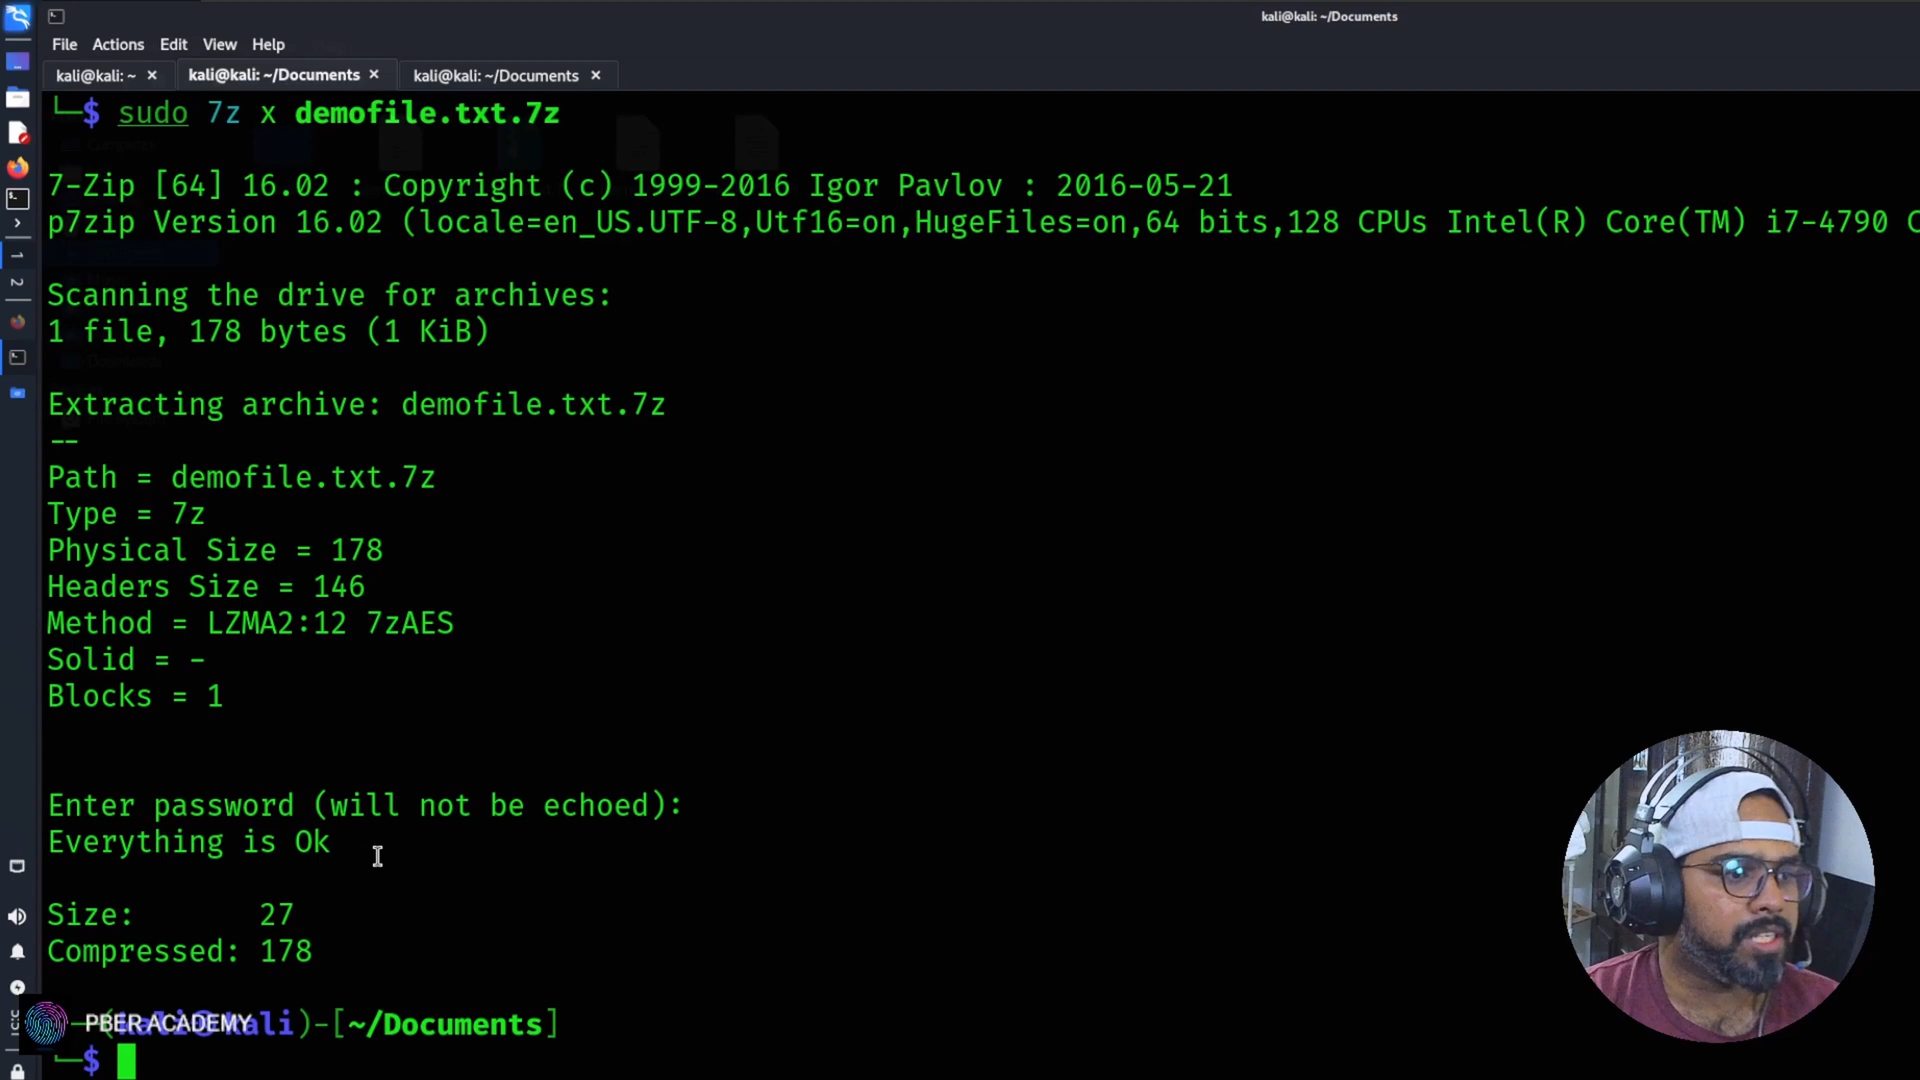 kali@kali: ~/Documents
File Actions Edit View Help
kali@kali: ~ × kali@kali: ~/Documents × kali@kali: ~/Documents ×
└─$ sudo 7z x demofile.txt.7z
7-Zip [64] 16.02 : Copyright (c) 1999-2016 Igor Pavlov : 2016-05-21
p7zip Version 16.02 (locale=en_US.UTF-8,Utf16=on,HugeFiles=on,64 bits,128 CPUs Intel(R) Core(TM) i7-4790 C
Scanning the drive for archives:
1 file, 178 bytes (1 KiB)
Extracting archive: demofile.txt.7z
--
Path = demofile.txt.7z
Type = 7z
Physical Size = 178
Headers Size = 146
Method = LZMA2:12 7zAES
Solid = -
Blocks = 1
Enter password (will not be echoed):
Everything is Ok
Size: 27
Compressed: 178
(kali@kali)-[~/Documents]
PBER ACADEMY
└─$
1
2